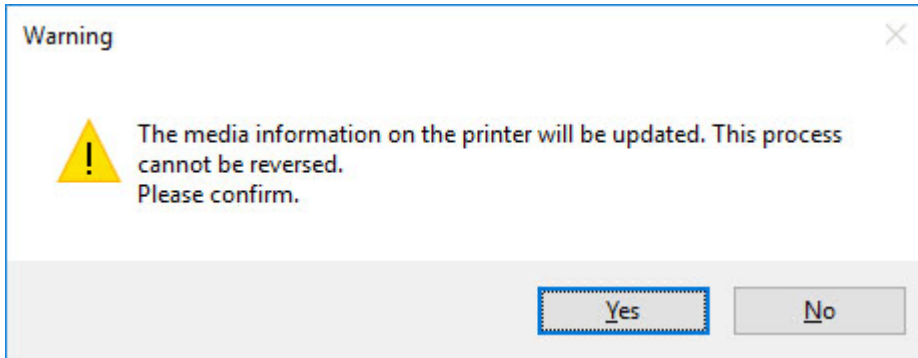 Warning
The media information on the printer will be updated. This process
cannot be reversed.
Please confirm.
Yes
No